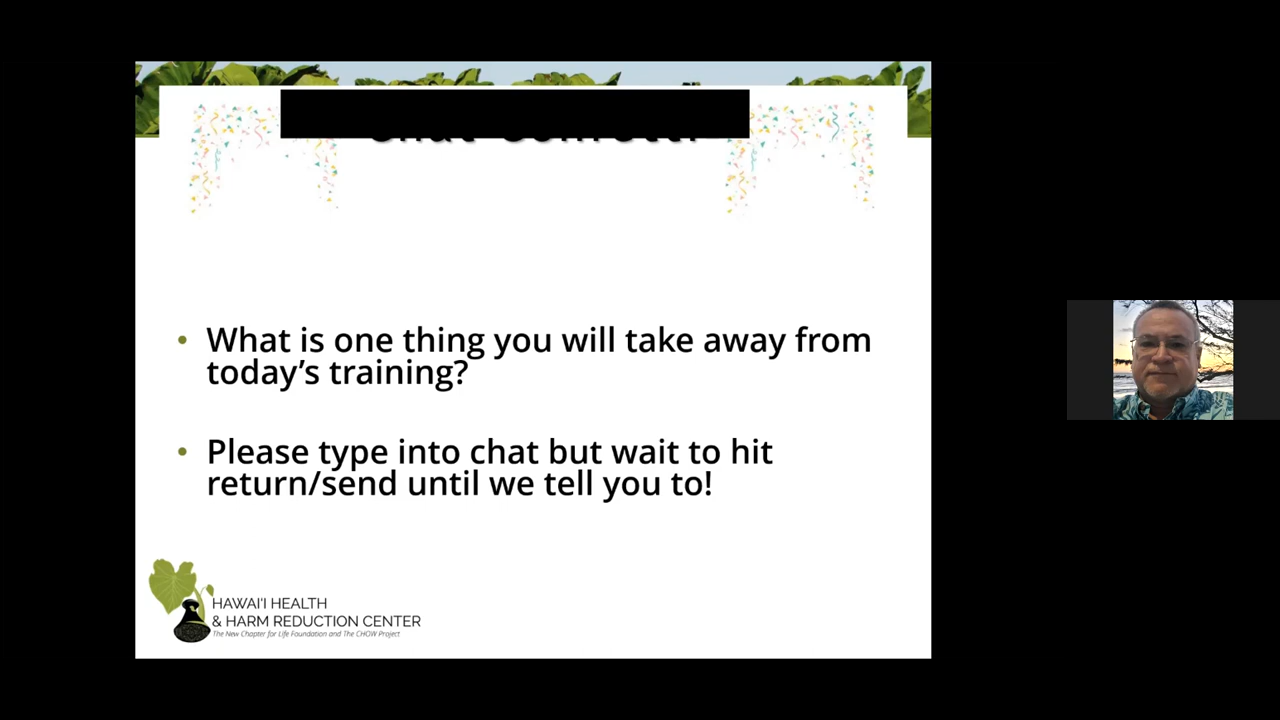 • What is one thing you will take away from
today’s training?
• Please type into chat but wait to hit
return/send until we tell you to!
HAWAI‘I HEALTH
& HARM REDUCTION CENTER
The New Chapter for Life Foundation and The CHOW Project